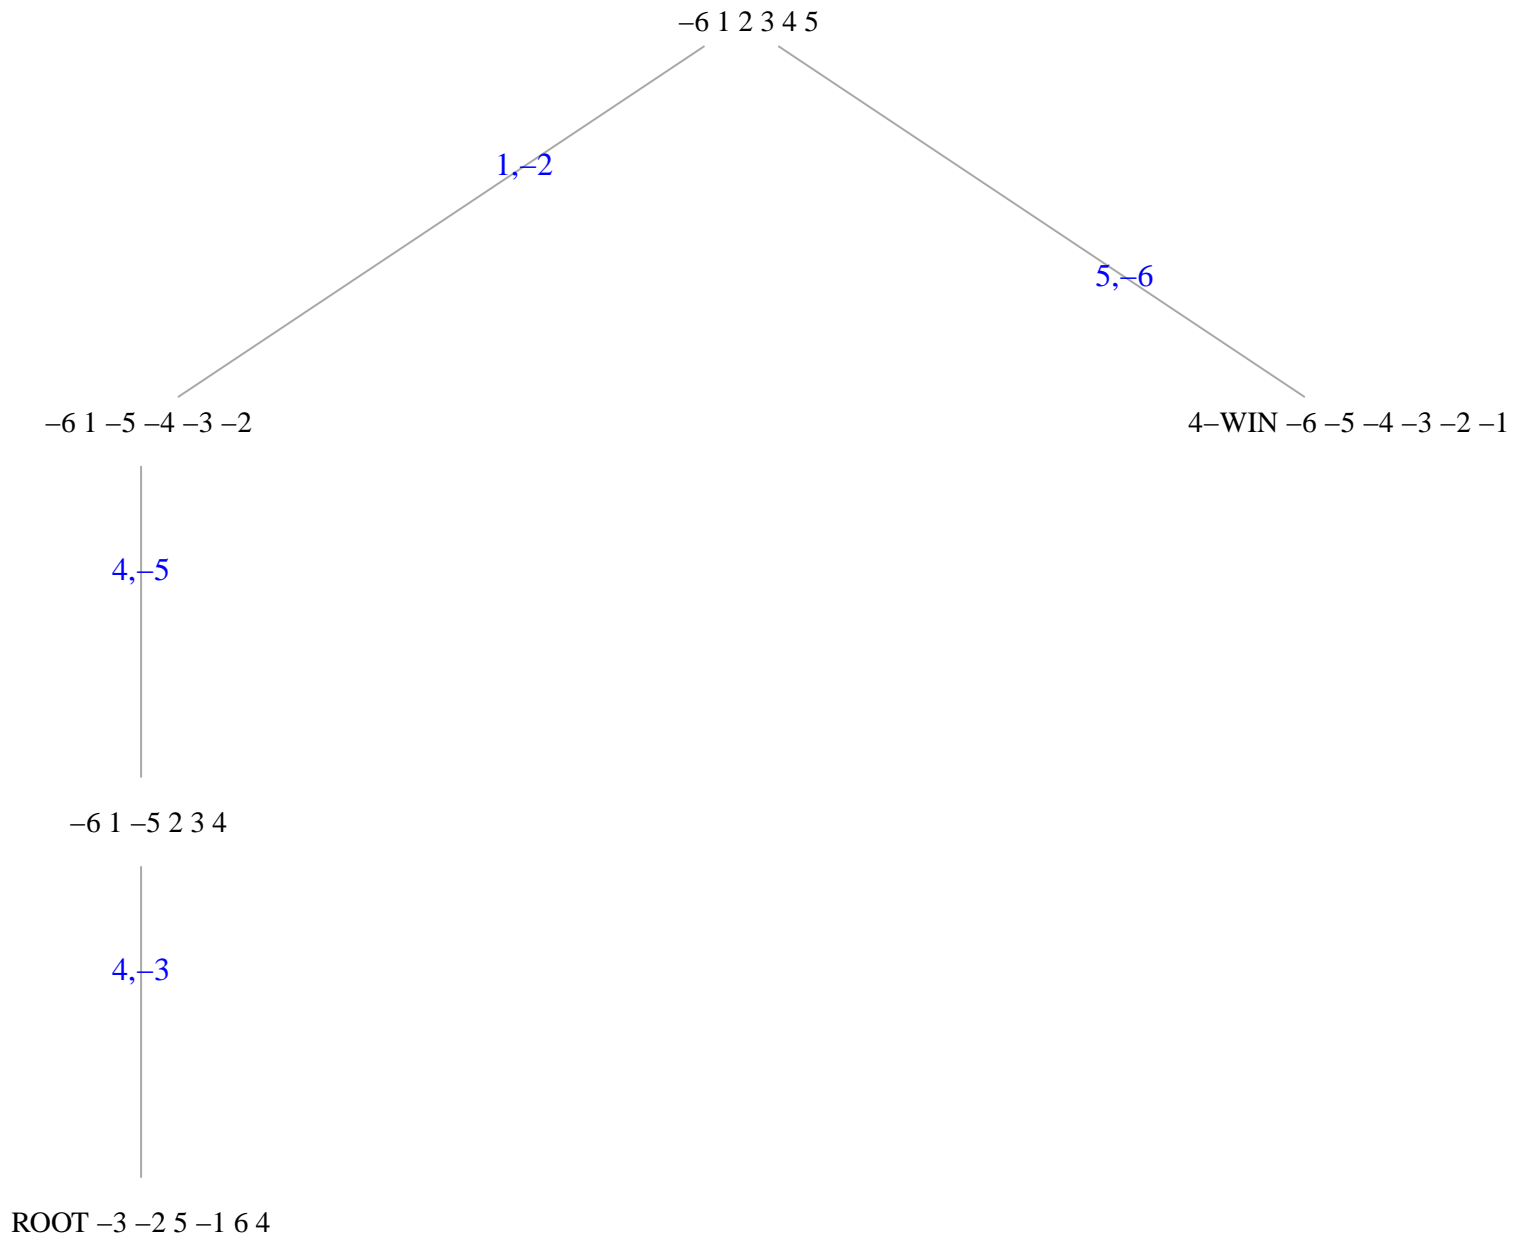 –6 1 2 3 4 5
1,–2
5,–6
–6 1 –5 –4 –3 –2
4–WIN –6 –5 –4 –3 –2 –1
4,–5
–6 1 –5 2 3 4
4,–3
ROOT –3 –2 5 –1 6 4